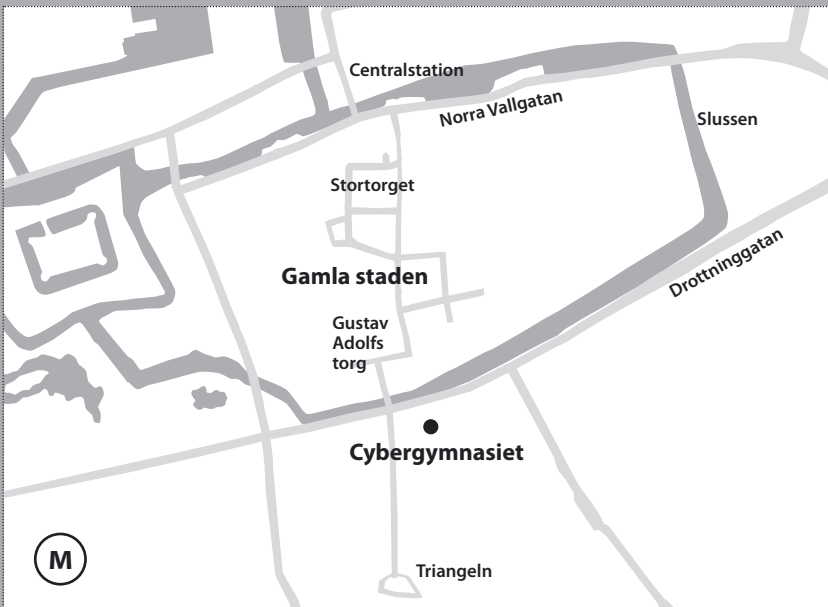 Centralstation
Norra Vallgatan
Slussen
Stortorget
Drottninggatan
Gamla staden
Gustav
Adolfs
torg
Cybergymnasiet
M
Triangeln